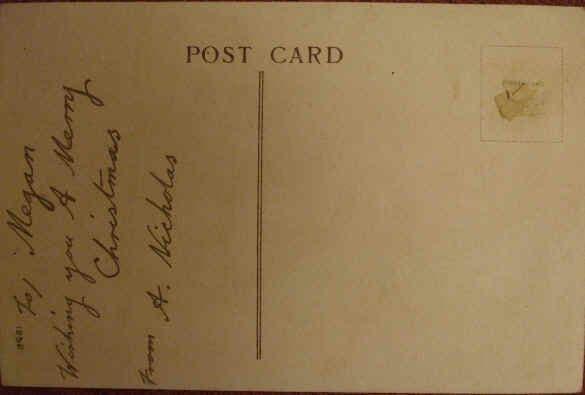 POST CARD
To, Megan
Wishing you A Merry
Christmas
From A. Nicholas